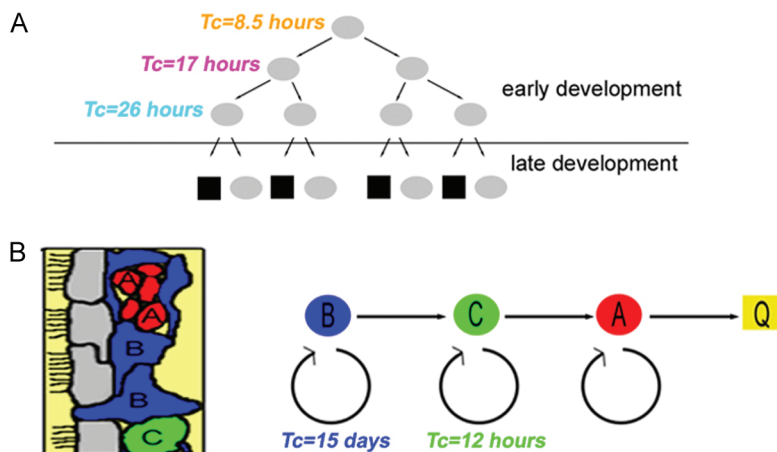 A
Tc=8.5 hours
Tc=17 hours
early development
Tc=26 hours
late development
B
A
A
B
B
C
B
C
A
Q
Tc=15 days
Tc=12 hours